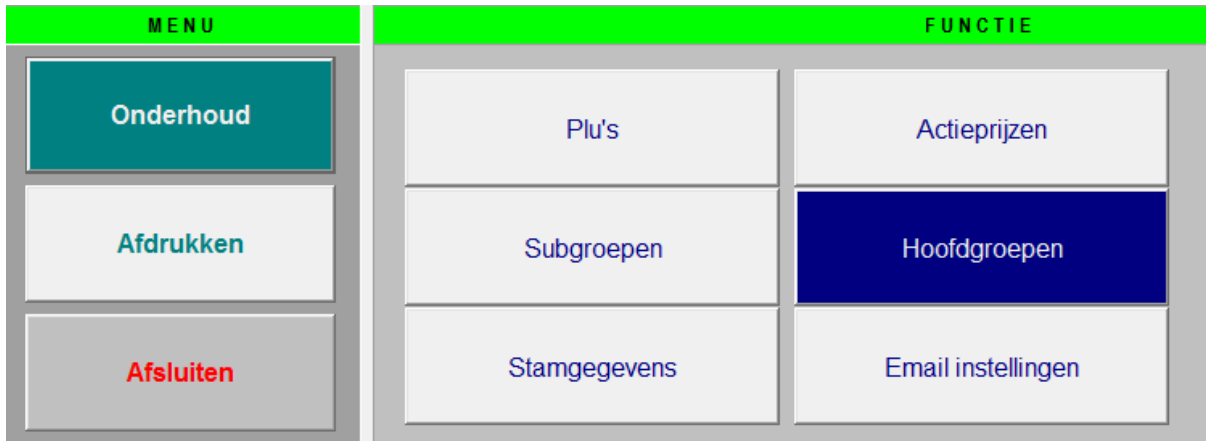 MENU
FUNCTIE
Onderhoud
Afdrukken
Afsluiten
Plu's
Actieprijzen
Subgroepen
Hoofdgroepen
Stamgegevens
Email instellingen